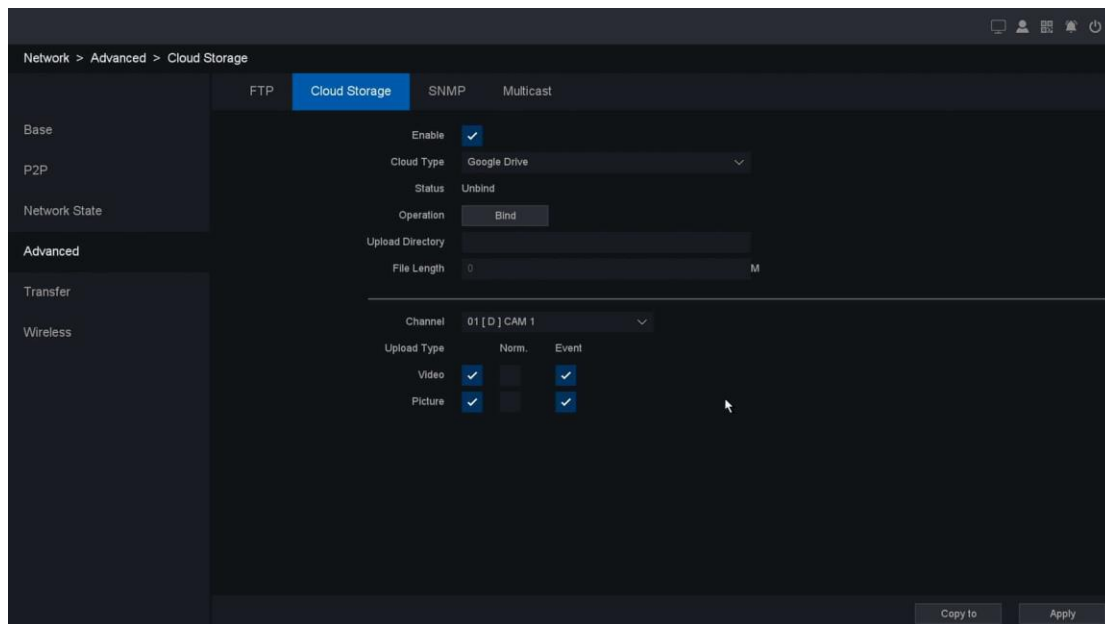 Network > Advanced > Cloud Storage
FTP Cloud Storage SNMP Multicast
Base
P2P
Network State
Advanced
Transfer
Wireless
Enable
Cloud Type Google Drive
Status Unbind
Operation Bind
Upload Directory
File Length 0 M
Channel 01 [ D ] CAM 1
Upload Type Norm. Event
Video
Picture
Copy to Apply